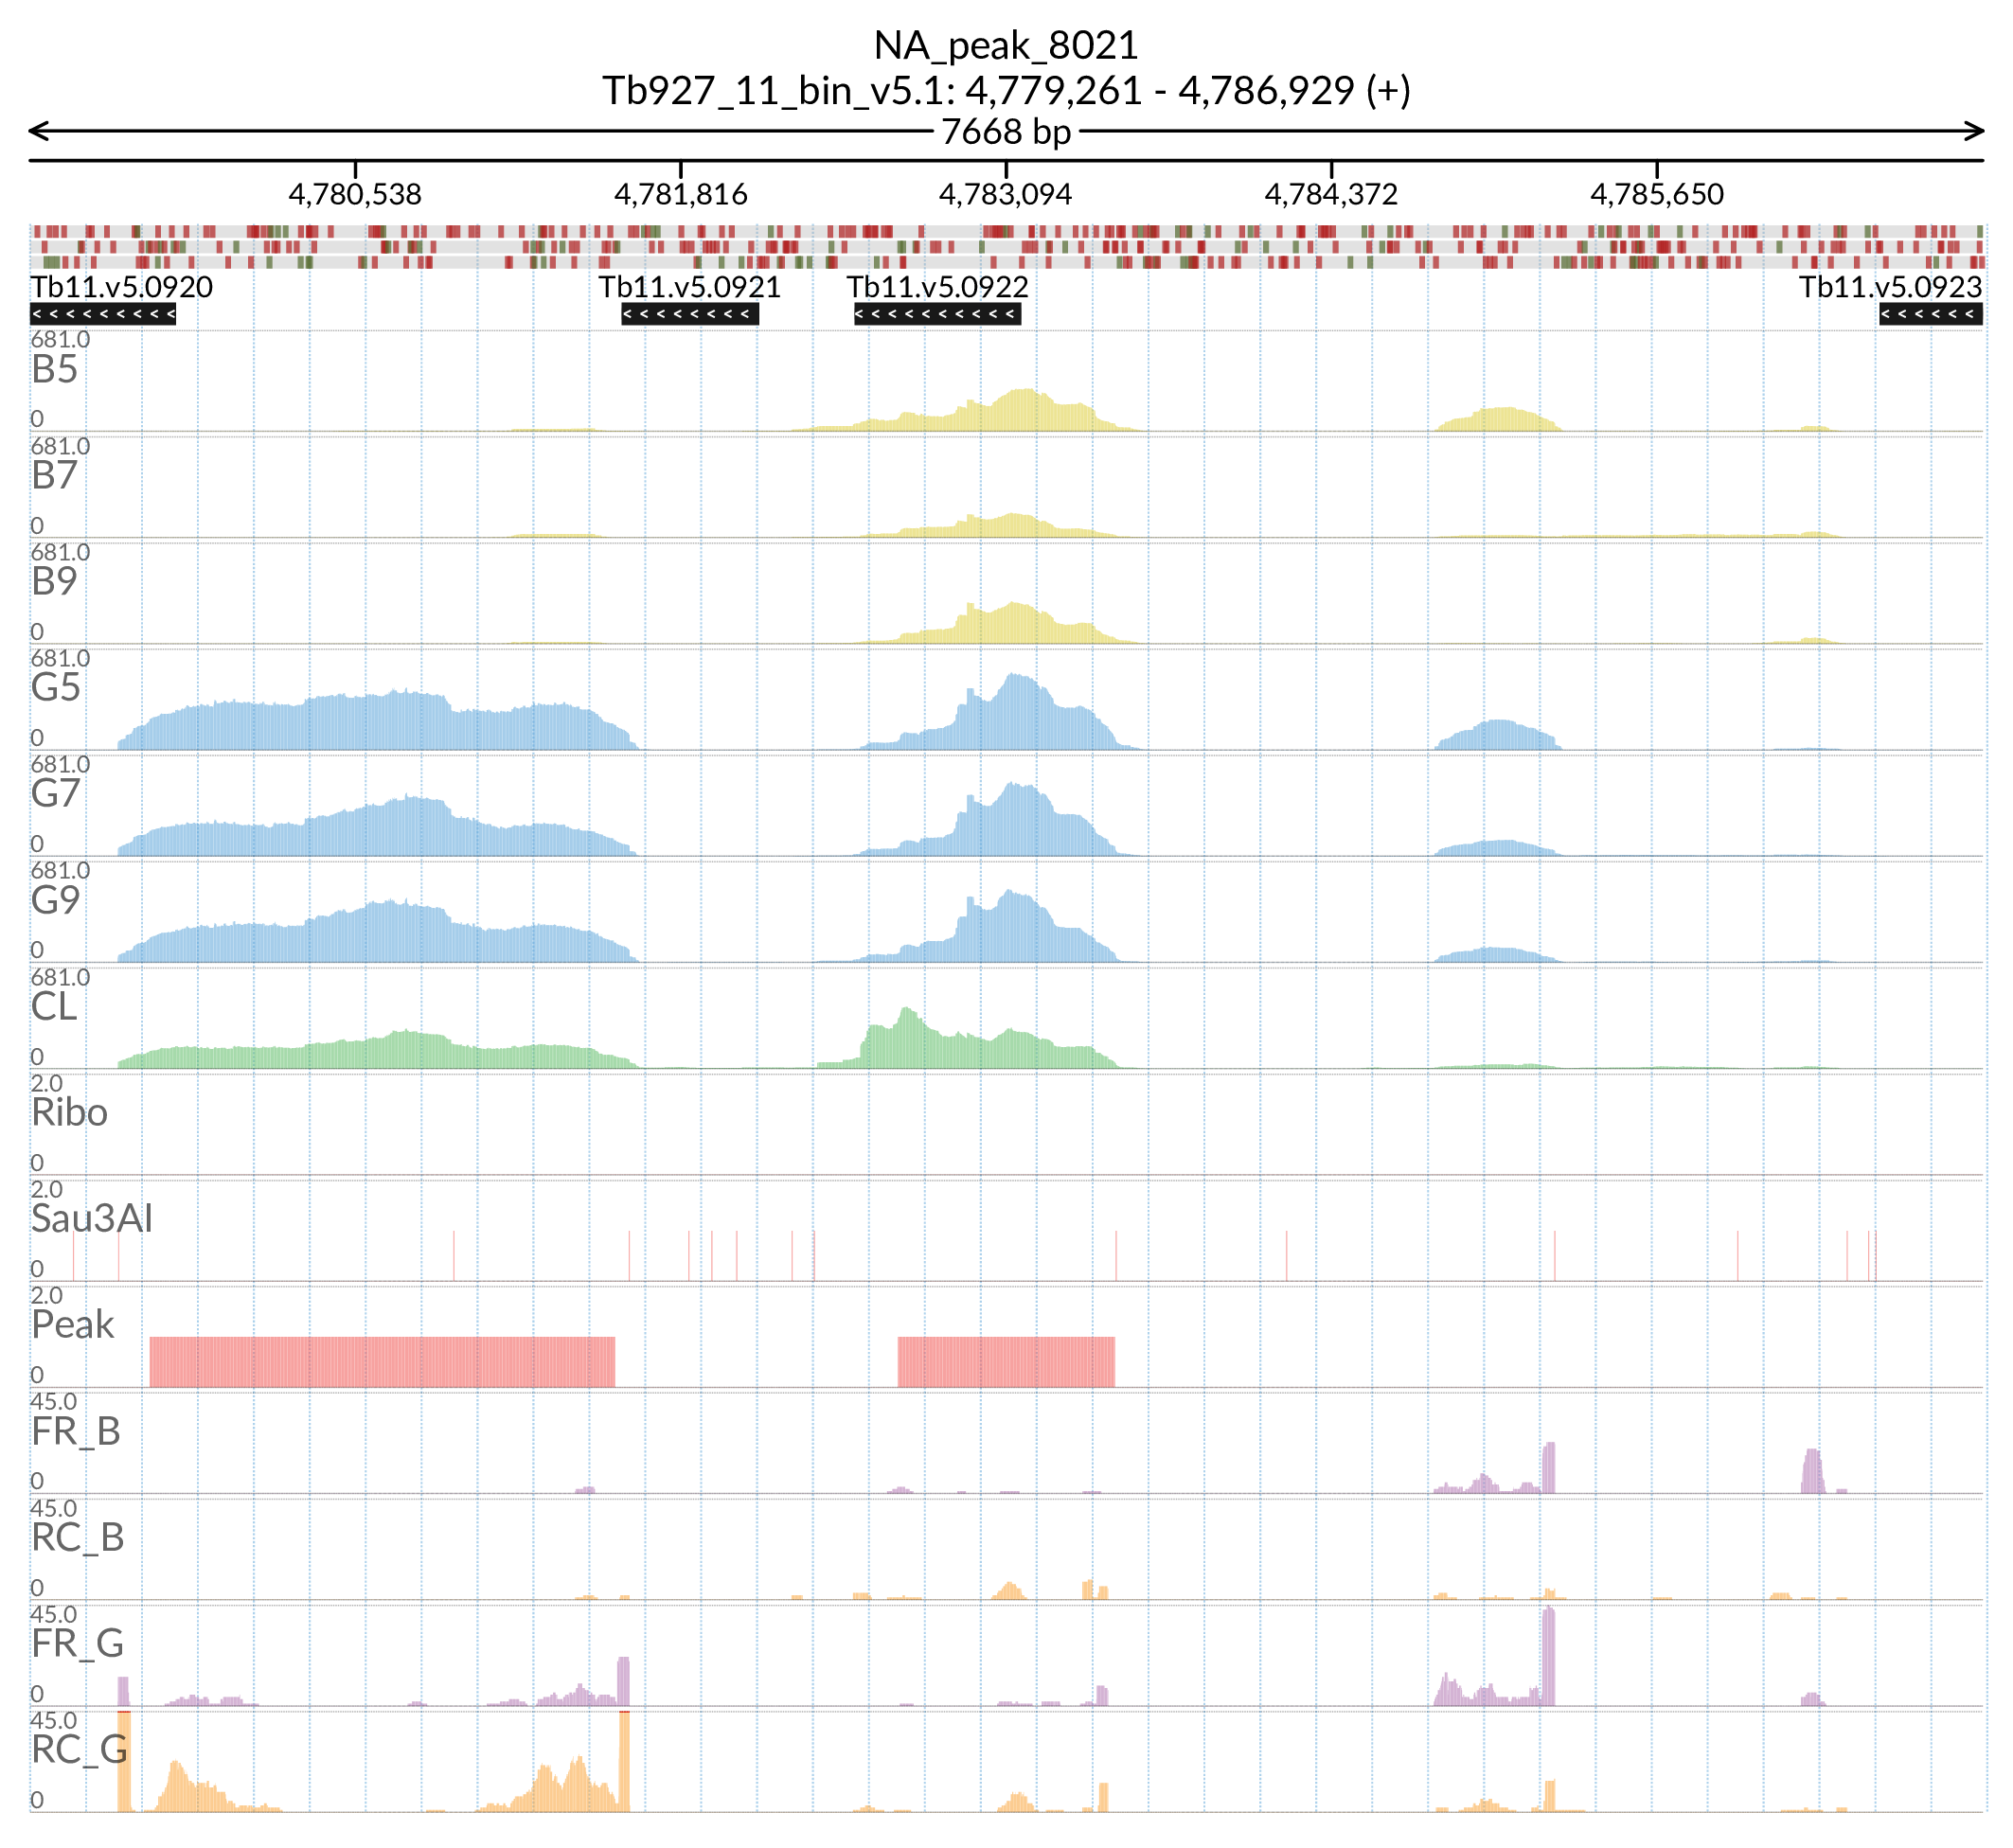 NA_peak_8021
Tb927_11_bin_v5.1: 4,779,261 - 4,786,929 (+)
7668 bp
4,780,538 4,781,816 4,783,094 4,784,372 4,785,650
Tb11.v5.0920 Tb11.v5.0921 Tb11.v5.0922 Tb11.v5.0923
681.0
B5
0
681.0
B7
0
681.0
B9
0
681.0
G5
0
681.0
G7
0
681.0
G9
0
681.0
CL
0
2.0
Ribo
0
2.0
Sau3AI
0
2.0
Peak
0
45.0
FR_B
0
45.0
RC_B
0
45.0
FR_G
0
45.0
RC_G
0